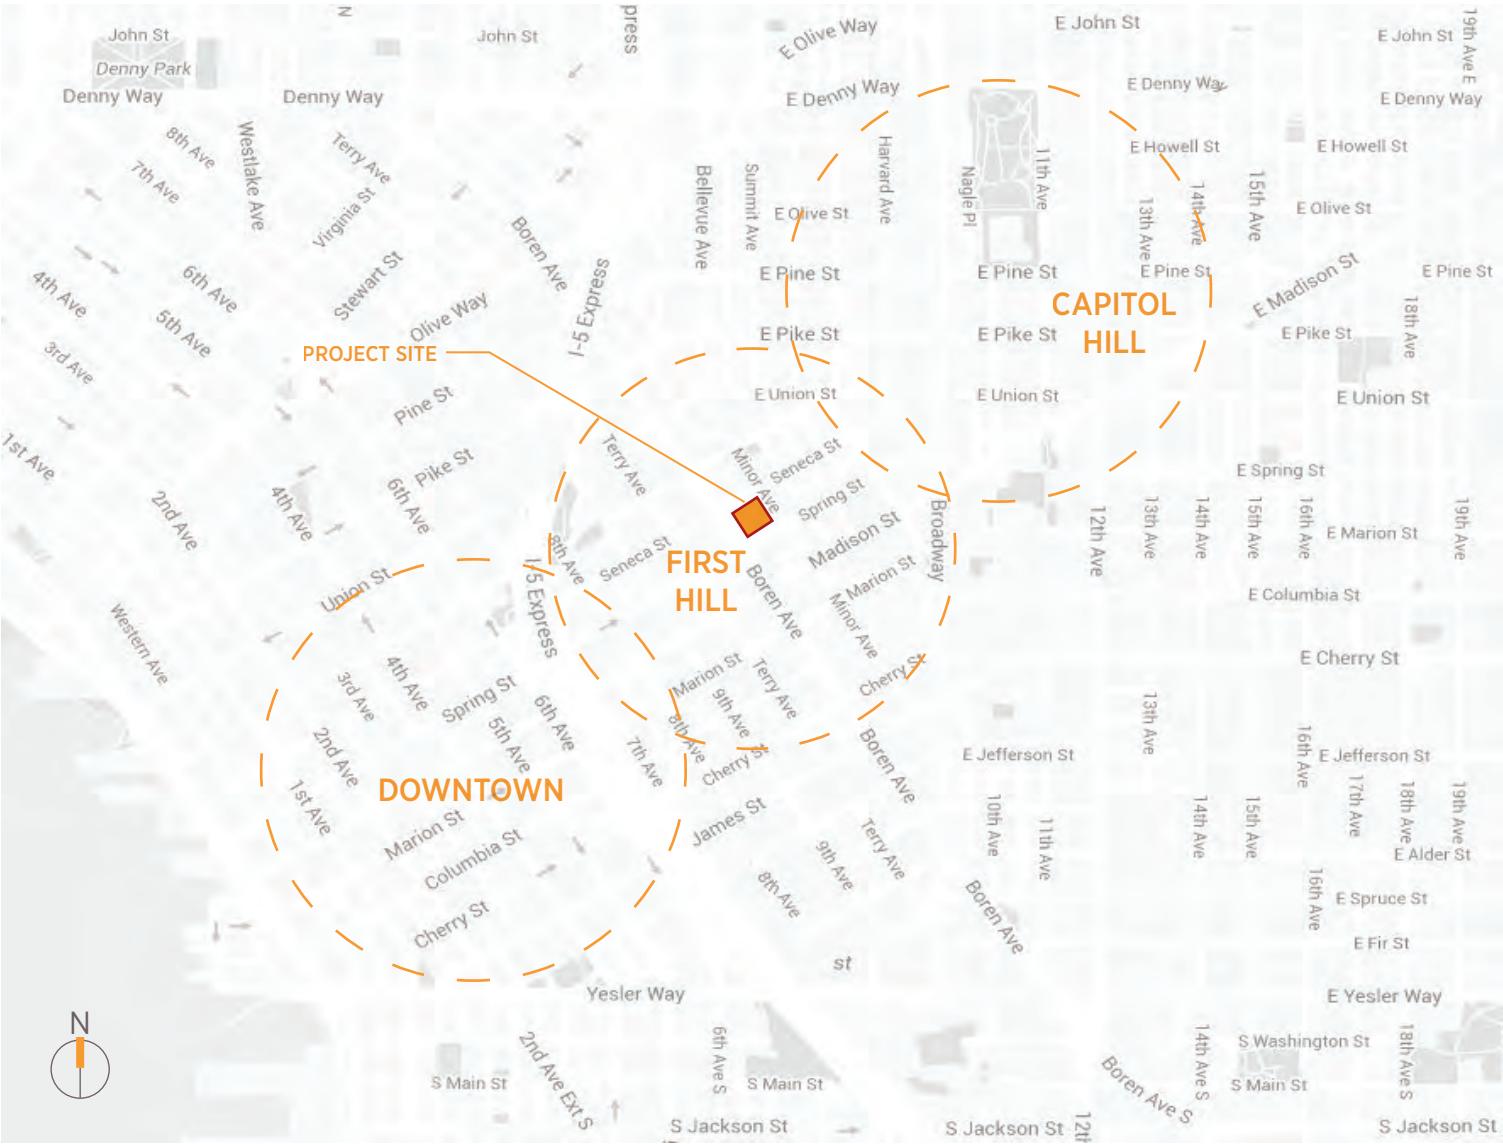 N
press
John St
John St
E Olive Way
E John St
E John St
19th Ave E
Denny Park
Denny Way
Denny Way
E Denny Way
E Denny Way
E Denny Way
8th Ave
7th Ave
Westlake Ave
Terry Ave
Virginia St
Harvard Ave
Nagle Pl
11th Ave
E Howell St
E Howell St
Bellevue Ave
Summit Ave
E Olive St
13th Ave
14th Ave
15th Ave
E Olive St
Boren Ave
4th Ave
6th Ave
Stewart St
I-5 Express
E Pine St
E Pine St
E Pine St
E Madison St
E Pine St
3rd Ave
5th Ave
Olive Way
E Pike St
E Pike St
CAPITOL
HILL
E Pike St
18th Ave
PROJECT SITE
Pine St
E Union St
E Union St
E Union St
1st Ave
2nd Ave
4th Ave
6th Ave
Pike St
Terry Ave
Minor Ave
Seneca St
Spring St
E Spring St
Broadway
12th Ave
13th Ave
14th Ave
15th Ave
16th Ave
E Marion St
19th Ave
Union St
I-5 Express
8th Ave
Seneca St
FIRST
HILL
Madison St
Marion St
Boren Ave
Minor Ave
E Columbia St
Western Ave
3rd Ave
4th Ave
Spring St
5th Ave
6th Ave
Marion St
9th Ave
Terry Ave
Cherry St
E Cherry St
13th Ave
2nd Ave
1st Ave
7th Ave
8th Ave
Cherry St
Boren Ave
E Jefferson St
16th Ave
E Jefferson St
DOWNTOWN
Marion St
Columbia St
Cherry St
James St
8th Ave
9th Ave
Terry Ave
10th Ave
11th Ave
14th Ave
15th Ave
17th Ave
18th Ave
19th Ave
E Alder St
16th Ave
E Spruce St
Boren Ave
E Fir St
st
Yesler Way
E Yesler Way
N
2nd Ave Ext S
6th Ave S
14th Ave S
S Washington St
18th Ave S
S Main St
S Main St
Boren Ave S
S Main St
S Jackson St
S Jackson St
12th
S Jackson St